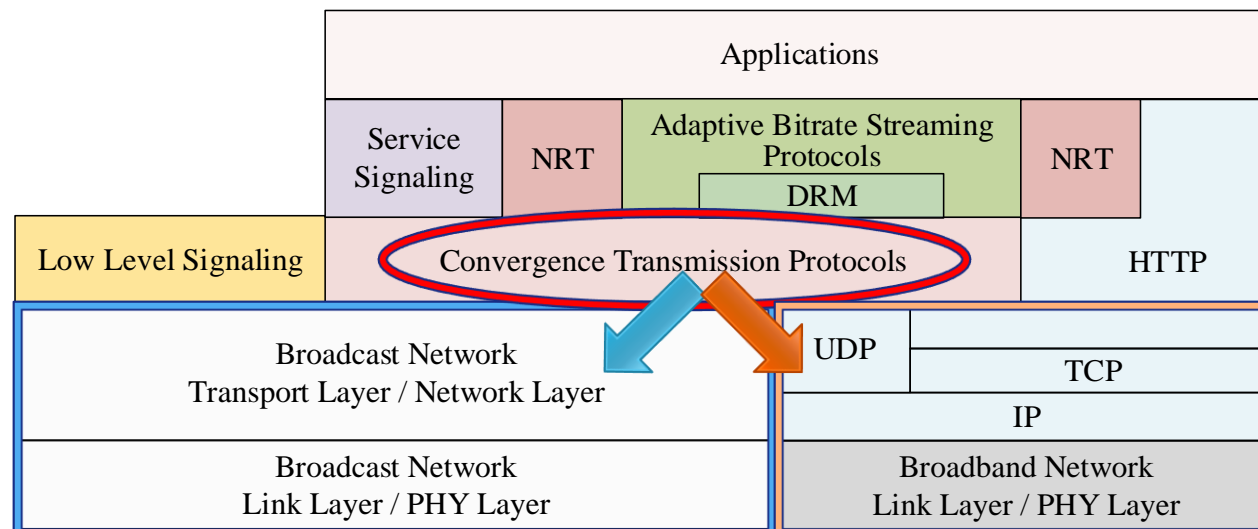 Applications
Service
Signaling
NRT
Adaptive Bitrate Streaming
Protocols
DRM
NRT
Low Level Signaling
Convergence Transmission Protocols
HTTP
Broadcast Network
Transport Layer / Network Layer
UDP
TCP
IP
Broadcast Network
Link Layer / PHY Layer
Broadband Network
Link Layer / PHY Layer